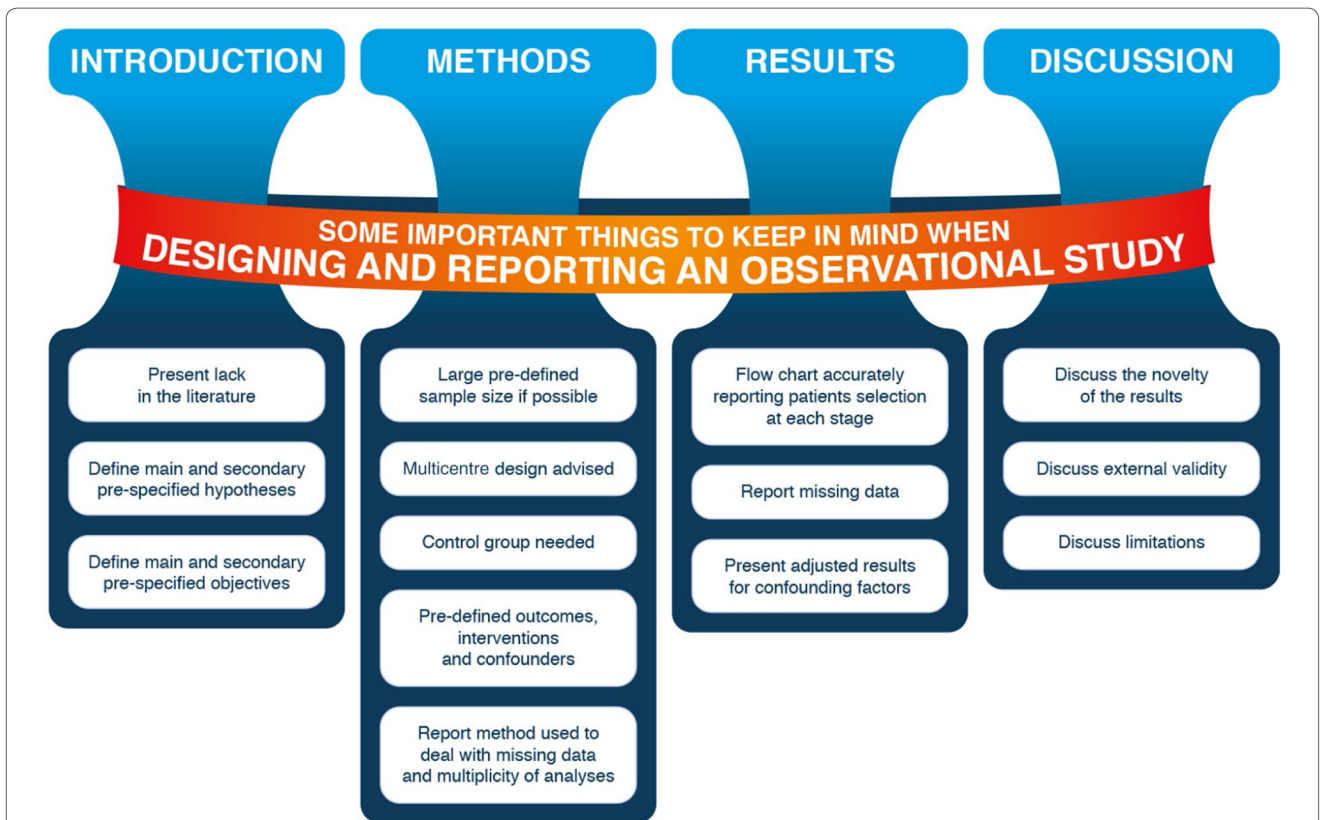 INTRODUCTION
METHODS
RESULTS
DISCUSSION
SOME IMPORTANT THINGS TO KEEP IN MIND WHEN
DESIGNING AND REPORTING AN OBSERVATIONAL STUDY
Present lack
in the literature
Define main and secondary
pre-specified hypotheses
Define main and secondary
pre-specified objectives
Large pre-defined
sample size if possible
Multicentre design advised
Control group needed
Pre-defined outcomes,
interventions
and confounders
Report method used to
deal with missing data
and multiplicity of analyses
Flow chart accurately
reporting patients selection
at each stage
Report missing data
Present adjusted results
for confounding factors
Discuss the novelty
of the results
Discuss external validity
Discuss limitations